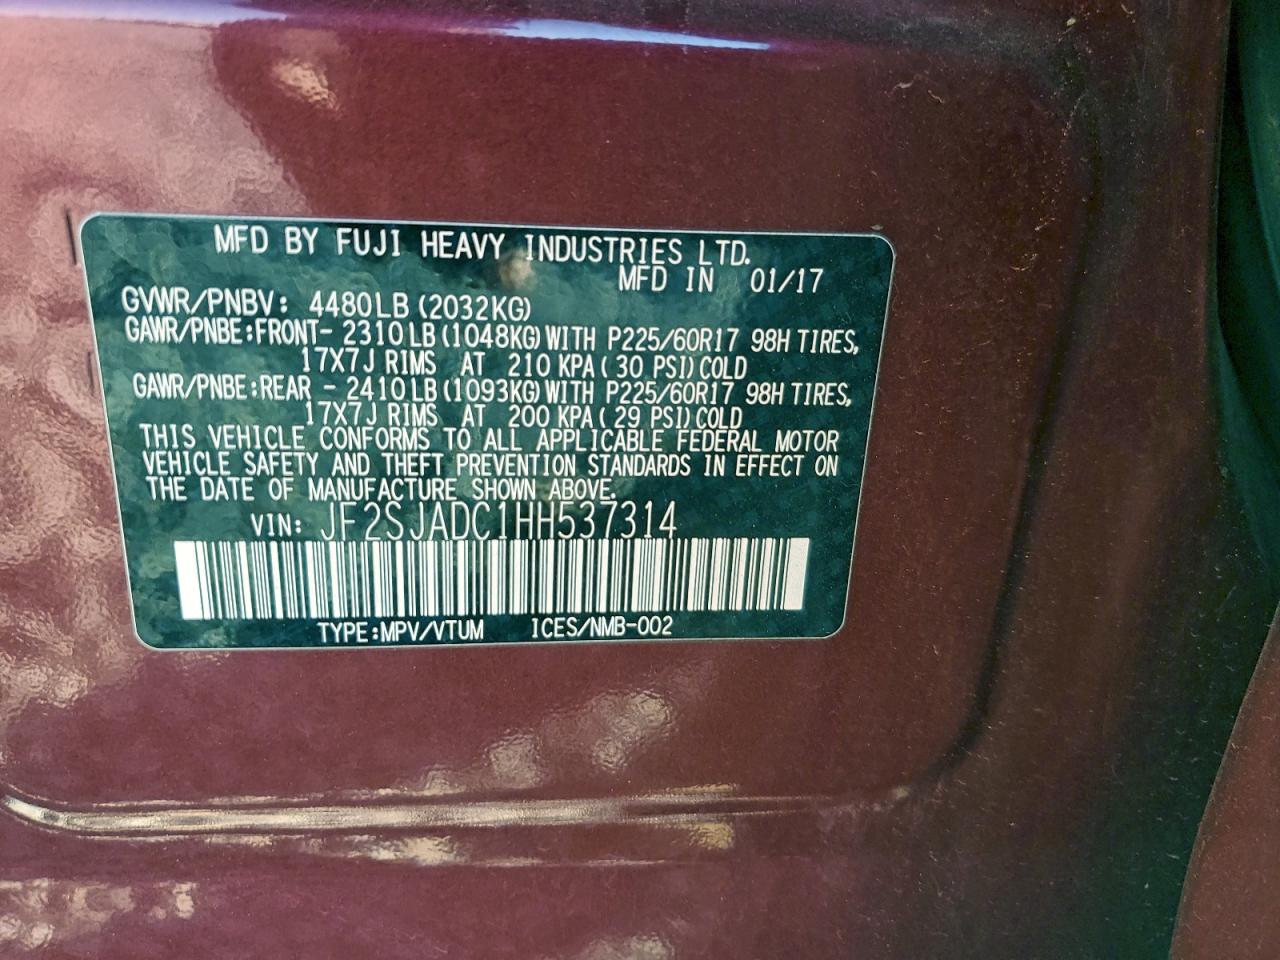 MFD BY FUJI HEAVY INDUSTRIES LTD.
MFD IN 01/17
GVWR/PNBV: 4480LB (2032KG)
GAWR/PNBE:FRONT- 2310LB(1048KG)WITH P225/60R17 98H TIRES,
17X7J RIMS AT 210 KPA( 30 PSI)COLD
GAWR/PNBE:REAR - 2410LB(1093KG)WITH P225/60R17 98H TIRES,
17X7J RIMS AT 200 KPA( 29 PSI)COLD
THIS VEHICLE CONFORMS TO ALL APPLICABLE FEDERAL MOTOR
VEHICLE SAFETY AND THEFT PREVENTION STANDARDS IN EFFECT ON
THE DATE OF MANUFACTURE SHOWN ABOVE.
VIN: JF2SJADC1HH537314
TYPE:MPV/VTUM ICES/NMB-002